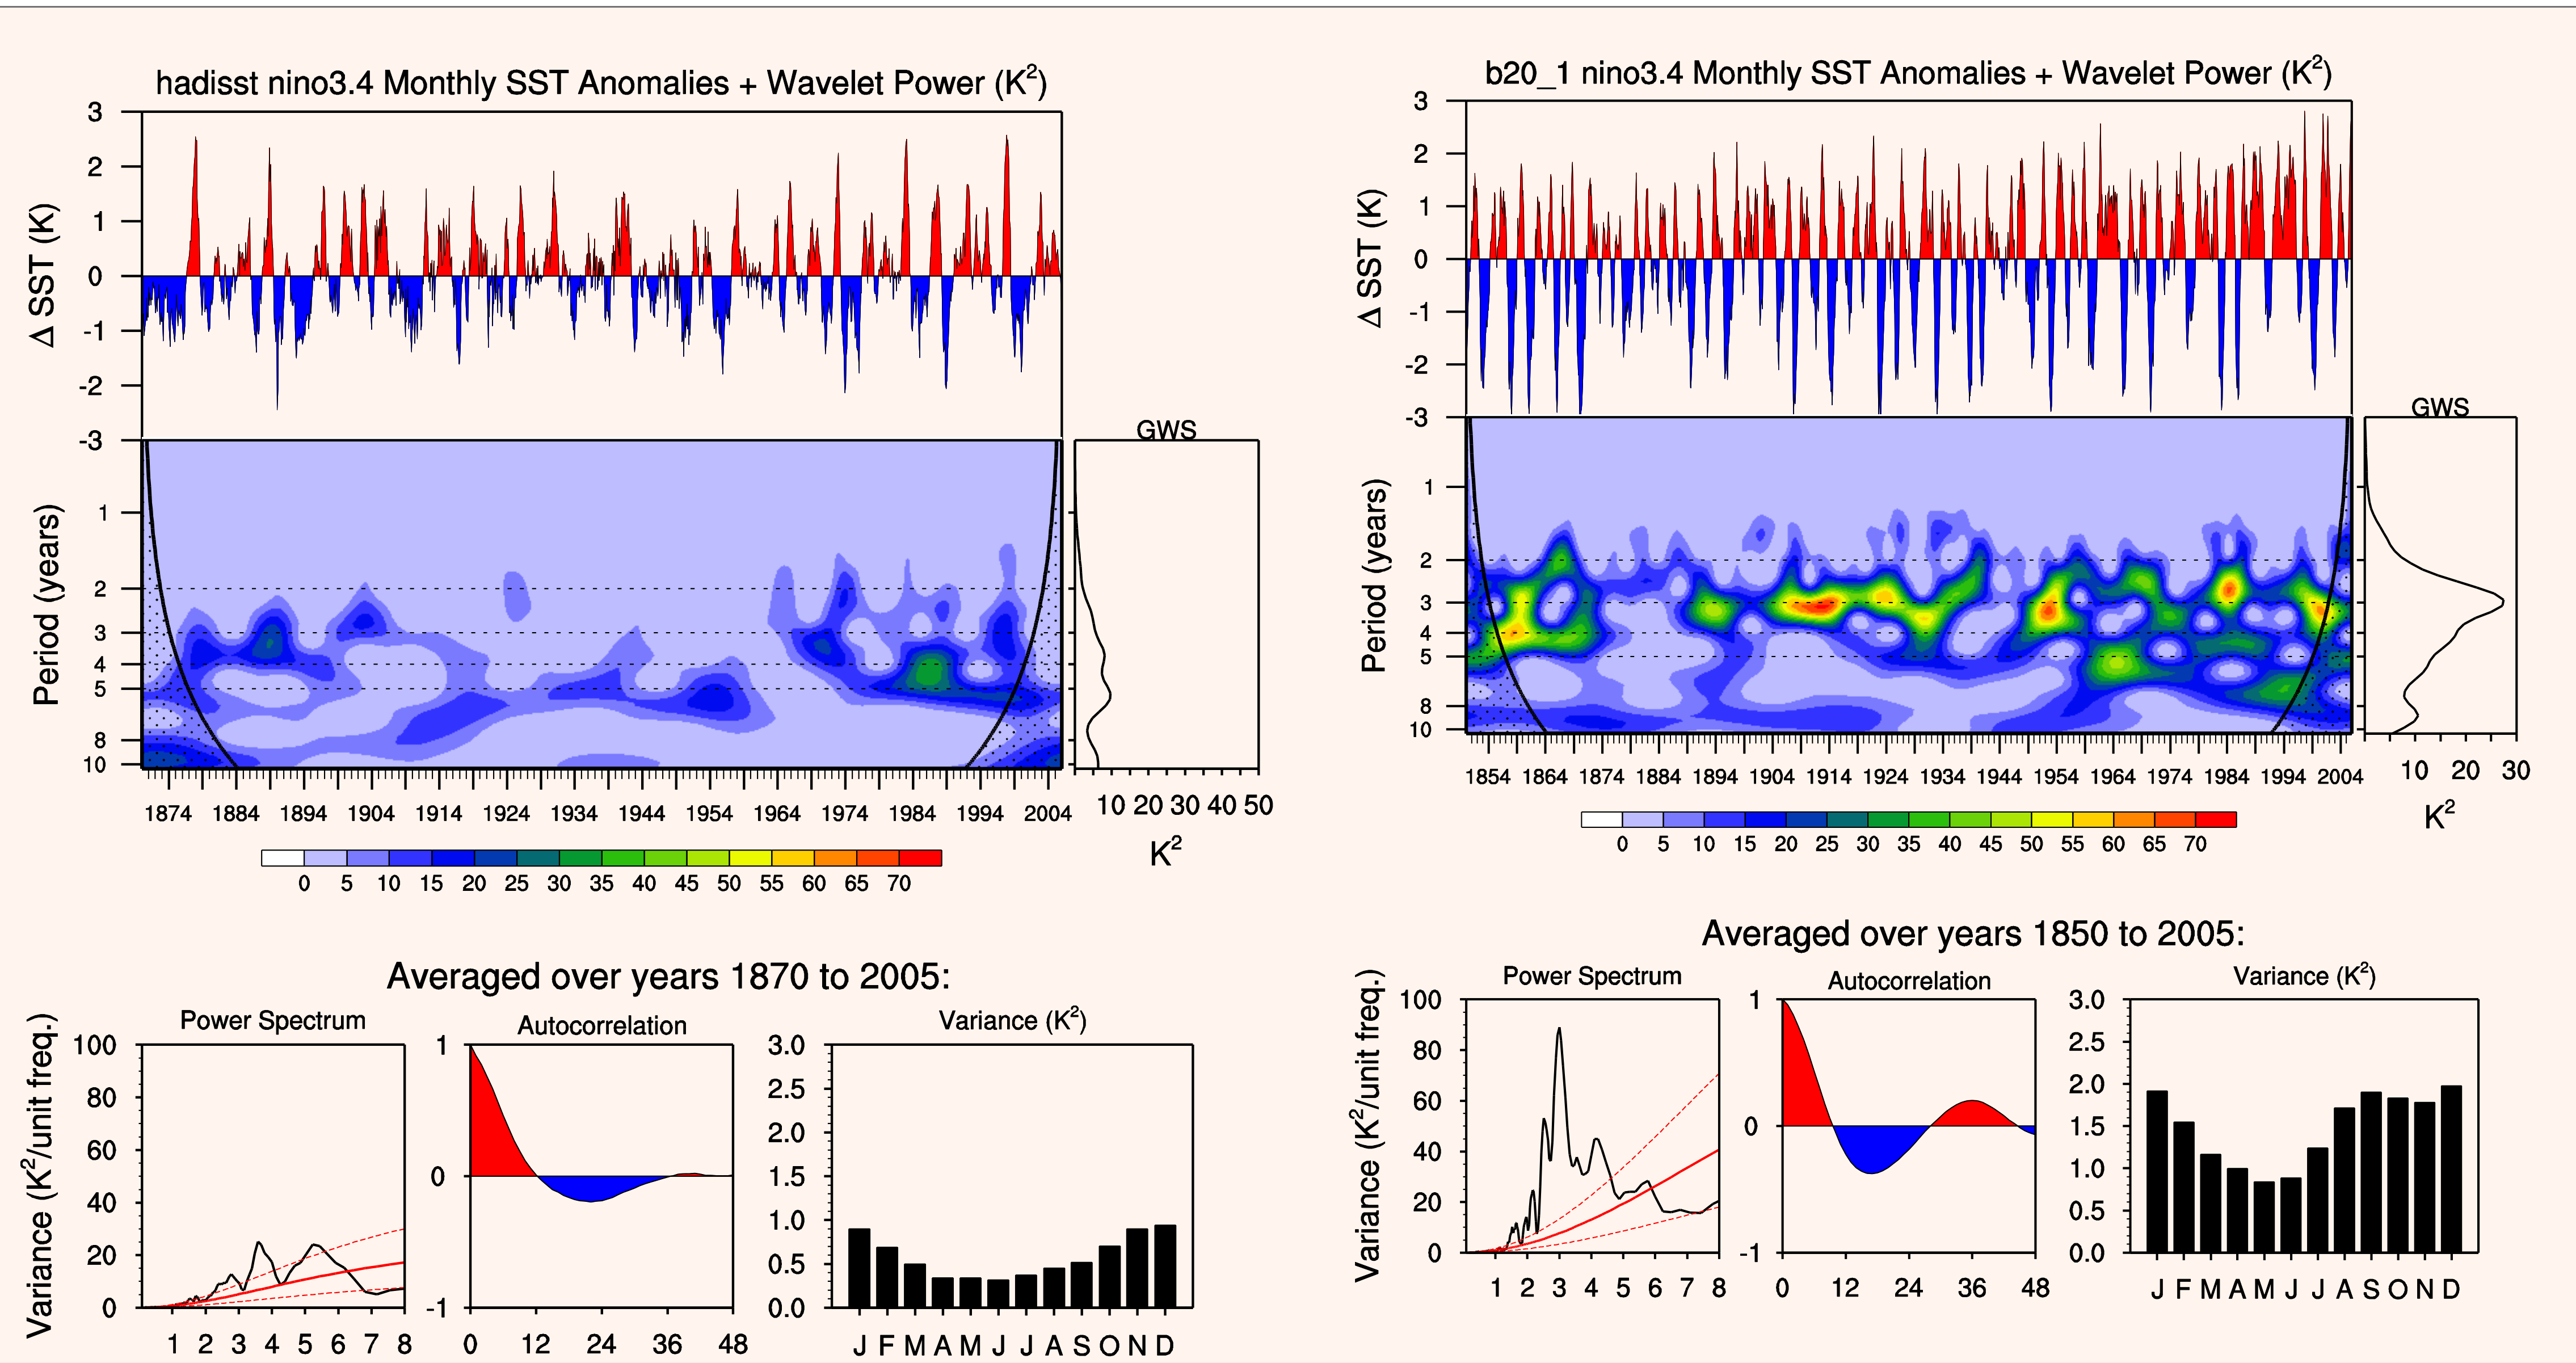 hadisst nino3.4 Monthly SST Anomalies + Wavelet Power (K²)
3
2
1
0
-1
-2
-3
Δ SST (K)
GWS
1
2
3
4
5
8
10
Period (years)
1874 1884 1894 1904 1914 1924 1934 1944 1954 1964 1974 1984 1994 2004
10 20 30 40 50
K²
0 5 10 15 20 25 30 35 40 45 50 55 60 65 70
Averaged over years 1870 to 2005:
Power Spectrum
100
80
60
40
20
0
Variance (K²/unit freq.)
1 2 3 4 5 6 7 8
Autocorrelation
1
0
-1
0 12 24 36 48
Variance (K²)
3.0
2.5
2.0
1.5
1.0
0.5
0.0
J F M A M J J A S O N D
b20_1 nino3.4 Monthly SST Anomalies + Wavelet Power (K²)
3
2
1
0
-1
-2
-3
Δ SST (K)
GWS
1
2
3
4
5
8
10
Period (years)
1854 1864 1874 1884 1894 1904 1914 1924 1934 1944 1954 1964 1974 1984 1994 2004
10 20 30
K²
0 5 10 15 20 25 30 35 40 45 50 55 60 65 70
Averaged over years 1850 to 2005:
Power Spectrum
100
80
60
40
20
0
Variance (K²/unit freq.)
1 2 3 4 5 6 7 8
Autocorrelation
1
0
-1
0 12 24 36 48
Variance (K²)
3.0
2.5
2.0
1.5
1.0
0.5
0.0
J F M A M J J A S O N D